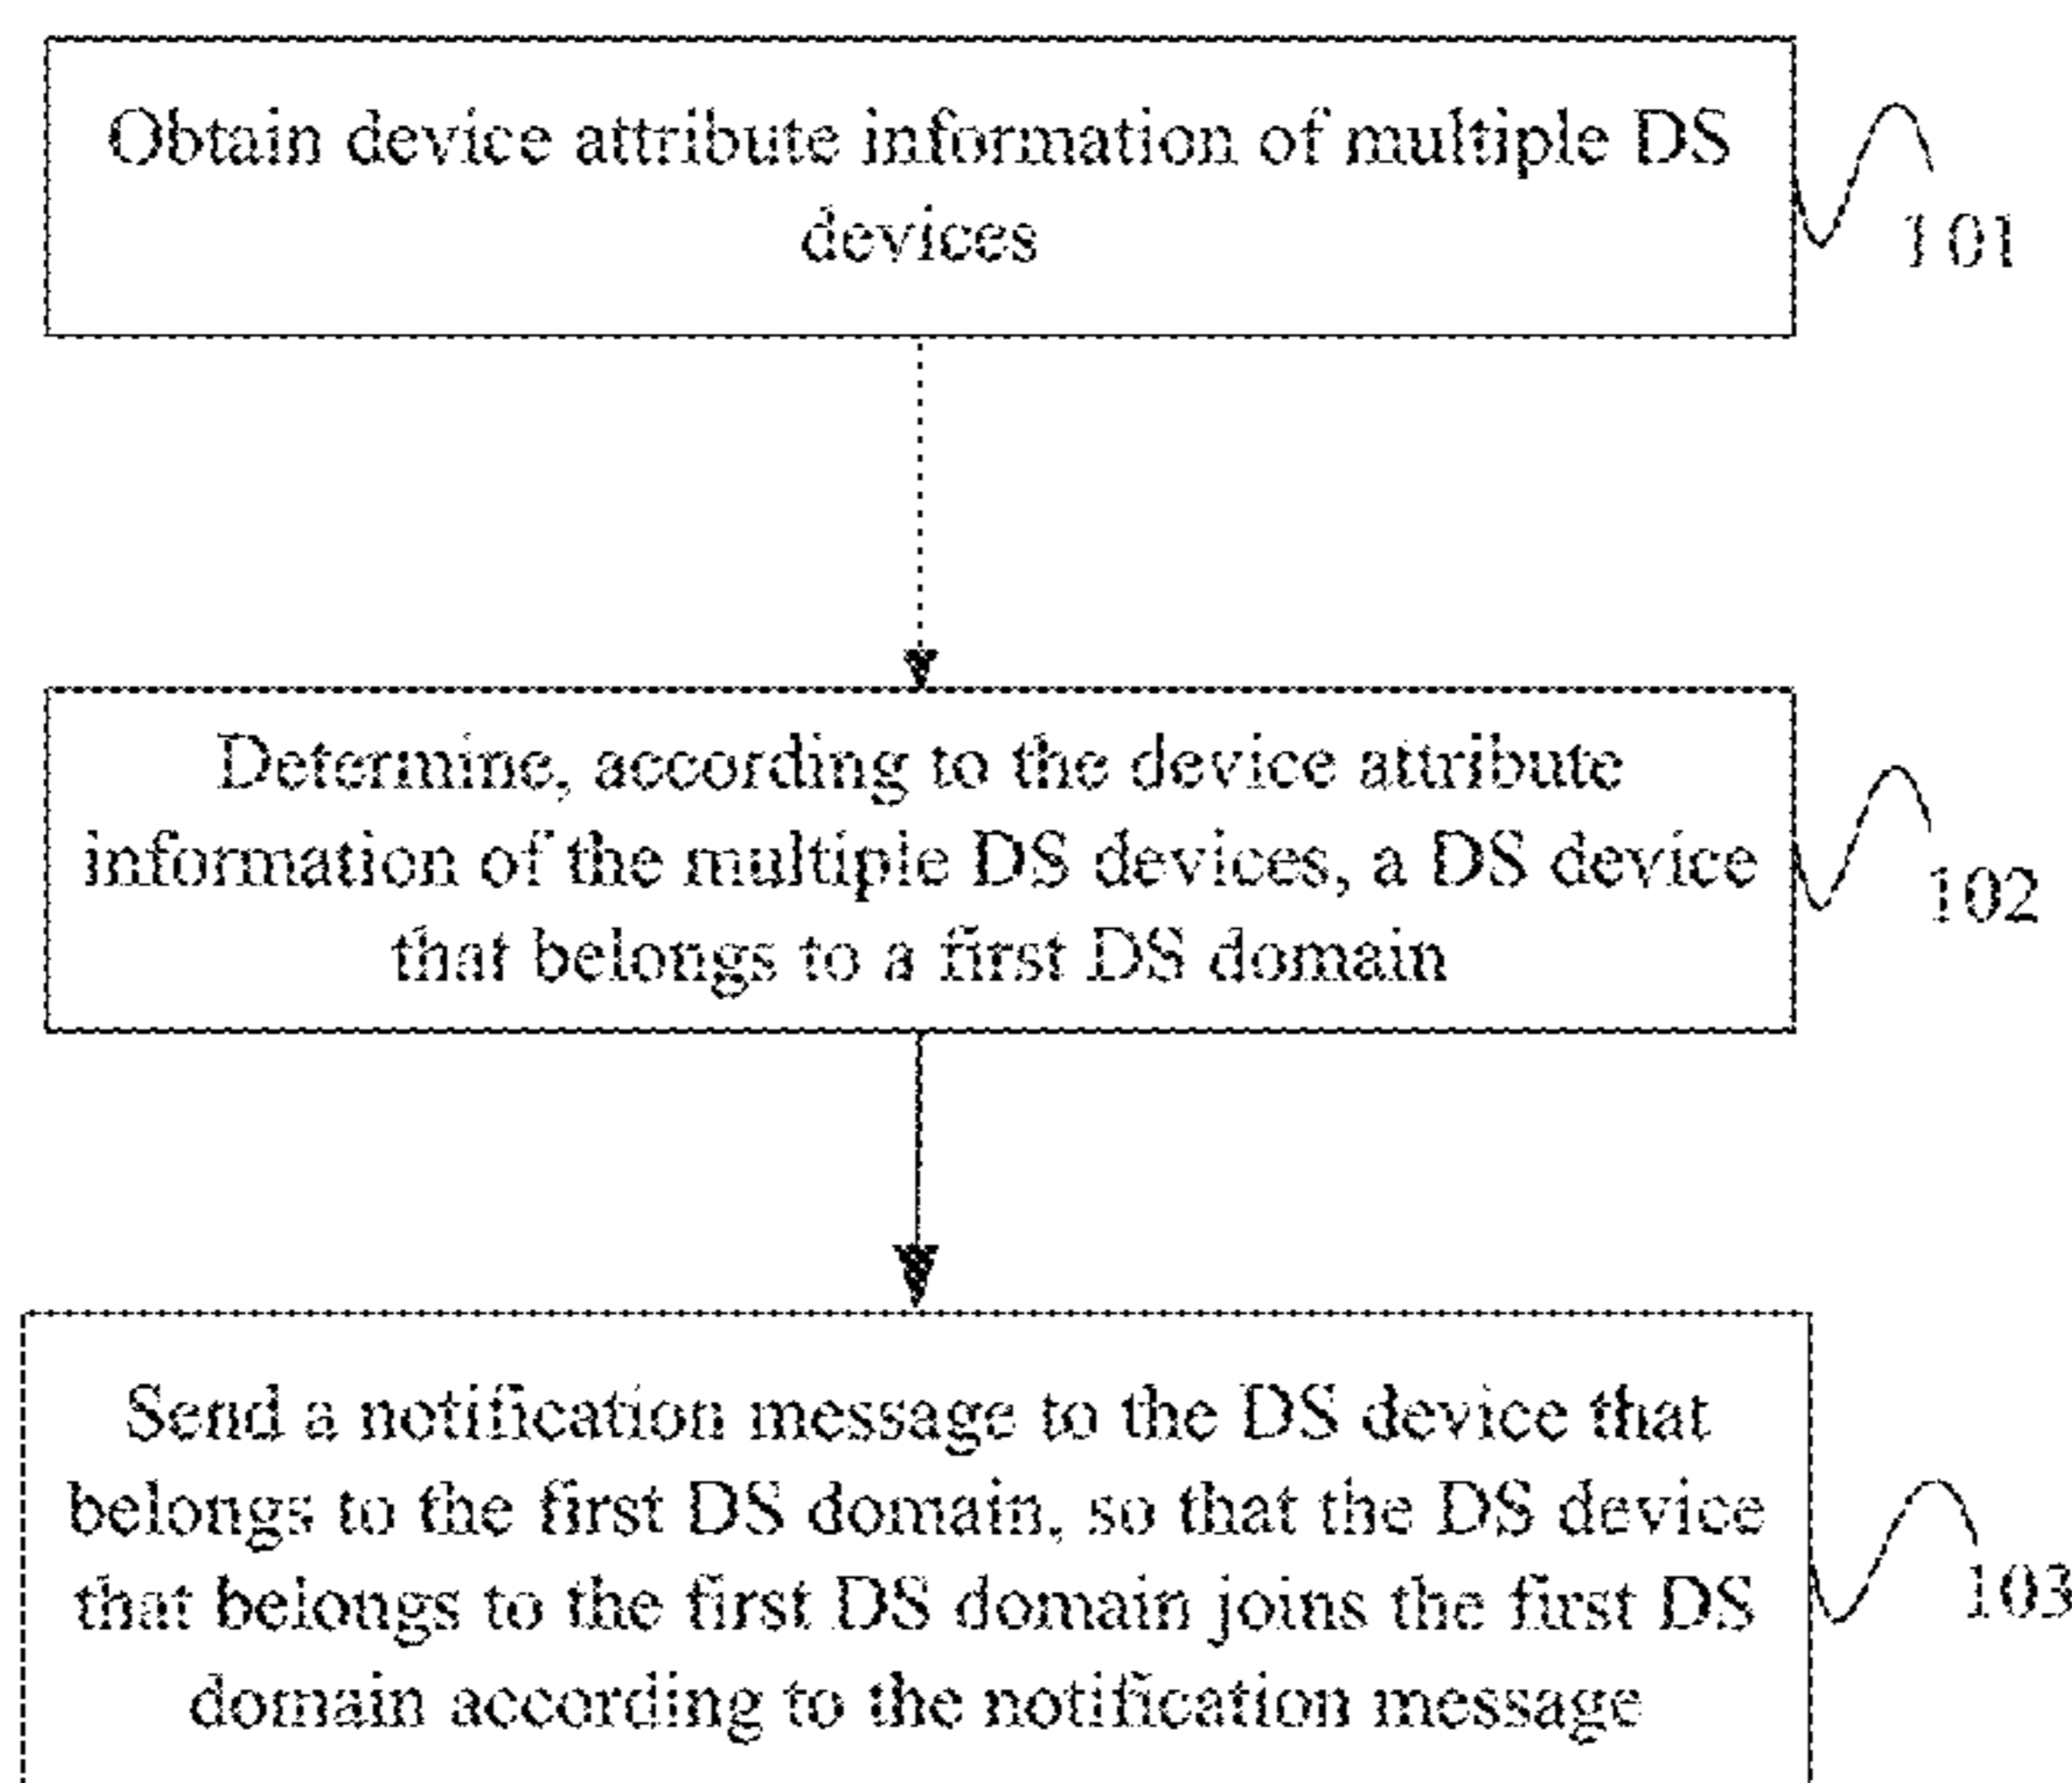 Obtain device attribute information of multiple DS
devices
101
Determine, according to the device attribute
information of the multiple DS devices, a DS device
that belongs to a first DS domain
102
Send a notification message to the DS device that
belongs to the first DS domain, so that the DS device
that belongs to the first DS domain joins the first DS
domain according to the notification message
103